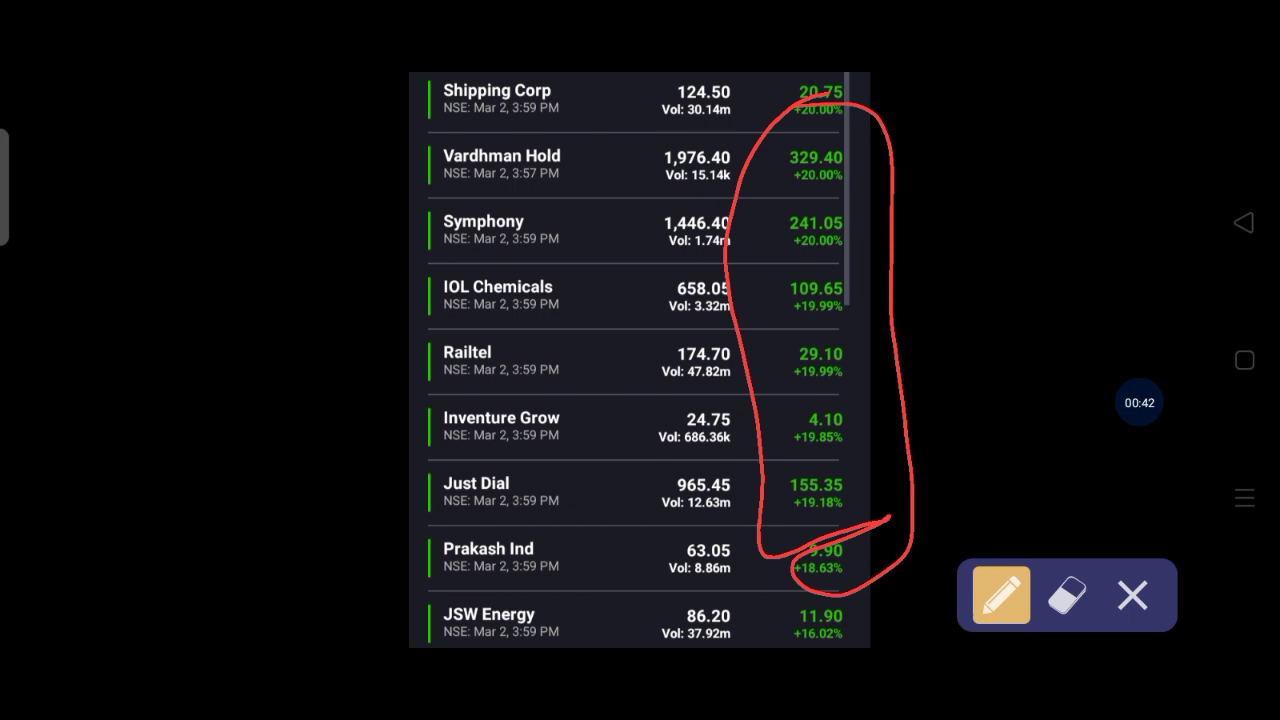 Shipping Corp 124.50 20.75
NSE: Mar 2, 3:59 PM Vol: 30.14m +20.00%
Vardhman Hold 1,976.40 329.40
NSE: Mar 2, 3:57 PM Vol: 15.14k +20.00%
Symphony 1,446.40 241.05
NSE: Mar 2, 3:59 PM Vol: 1.74m +20.00%
IOL Chemicals 658.05 109.65
NSE: Mar 2, 3:59 PM Vol: 3.32m +19.99%
Railtel 174.70 29.10
NSE: Mar 2, 3:59 PM Vol: 47.82m +19.99%
Inventure Grow 24.75 4.10
NSE: Mar 2, 3:59 PM Vol: 686.36k +19.85%
Just Dial 965.45 155.35
NSE: Mar 2, 3:59 PM Vol: 12.63m +19.18%
Prakash Ind 63.05 9.90
NSE: Mar 2, 3:59 PM Vol: 8.86m +18.63%
JSW Energy 86.20 11.90
NSE: Mar 2, 3:59 PM Vol: 37.92m +16.02%
00:42